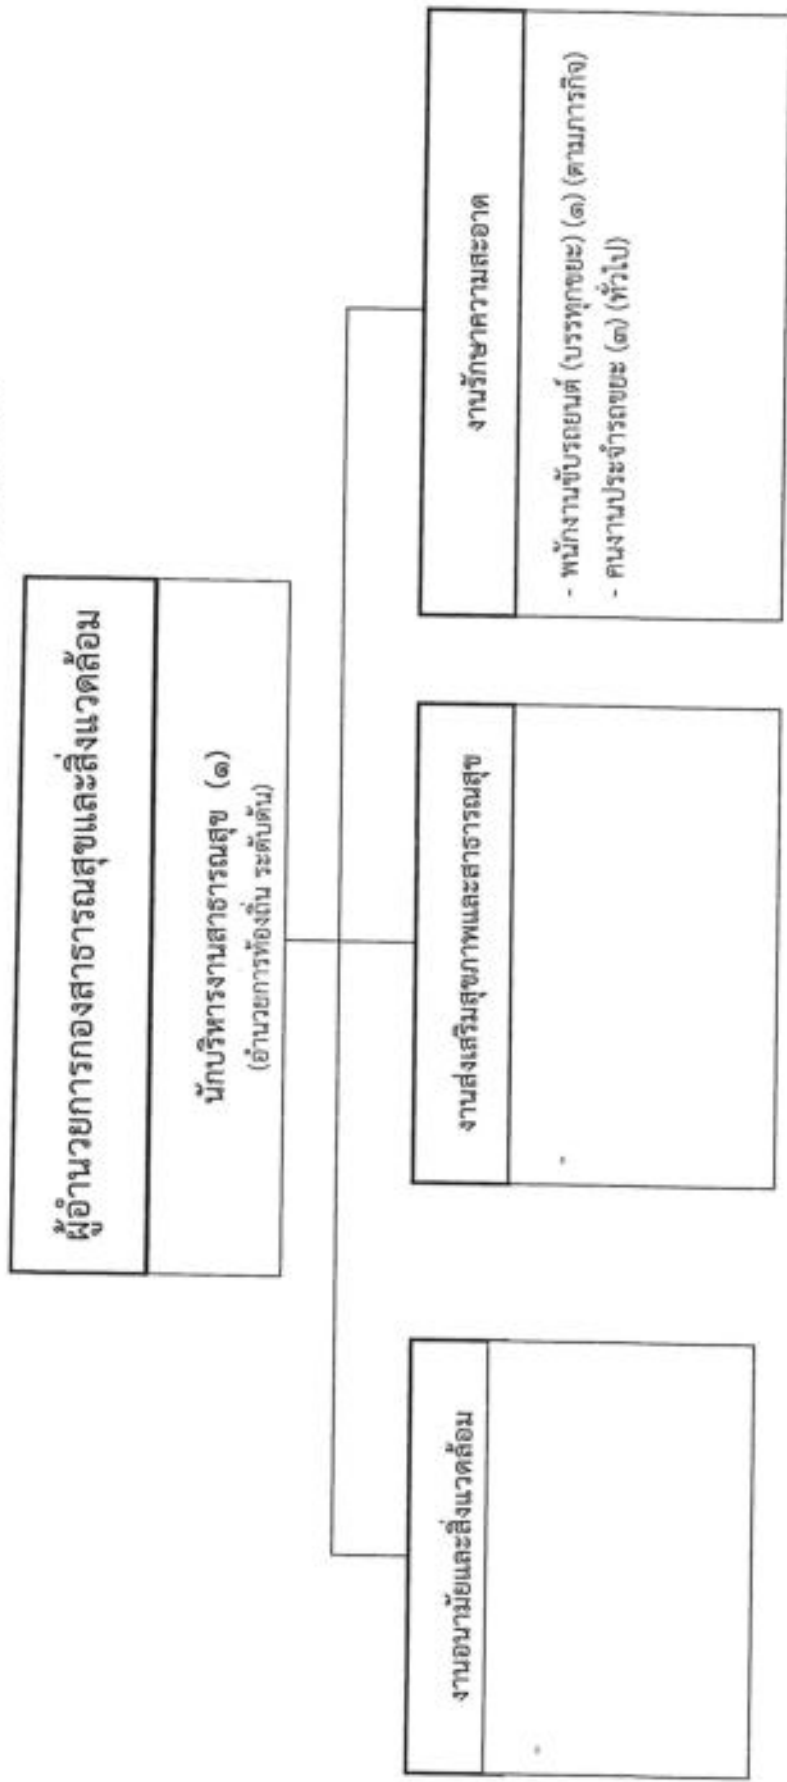 ผู้อำนวยการกองสาธารณสุขและสิ่งแวดล้อม
นักบริหารงานสาธารณสุข (๑)
(อำนวยการท้องถิ่น ระดับต้น)
งานอนามัยและสิ่งแวดล้อม
-
งานส่งเสริมสุขภาพและสาธารณสุข
-
งานรักษาความสะอาด
- พนักงานขับรถยนต์ (บรรทุกขยะ) (๑) (ตามภารกิจ)
- คนงานประจำรถขยะ (๓) (ทั่วไป)